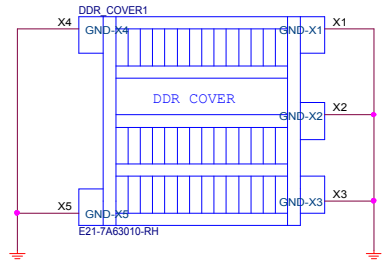 DDR_COVER1
X4
GND-X4
GND-X1
X1
DDR COVER
GND-X2
X2
X5
GND-X5
GND-X3
X3
E21-7A63010-RH